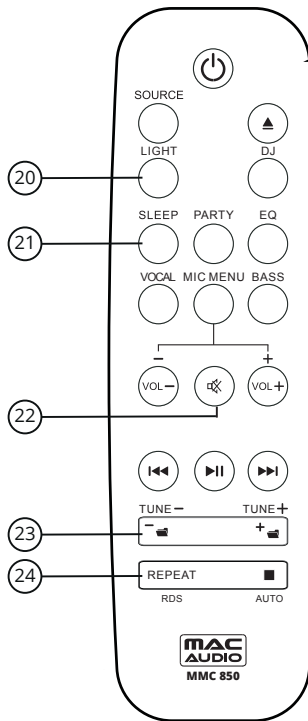 SOURCE
LIGHT DJ
20
SLEEP PARTY EQ
21
VOCAL MIC MENU BASS
− +
VOL− VOL+
22
TUNE− TUNE+
− +
23
REPEAT
24
RDS AUTO
MAC
AUDIO
MMC 850